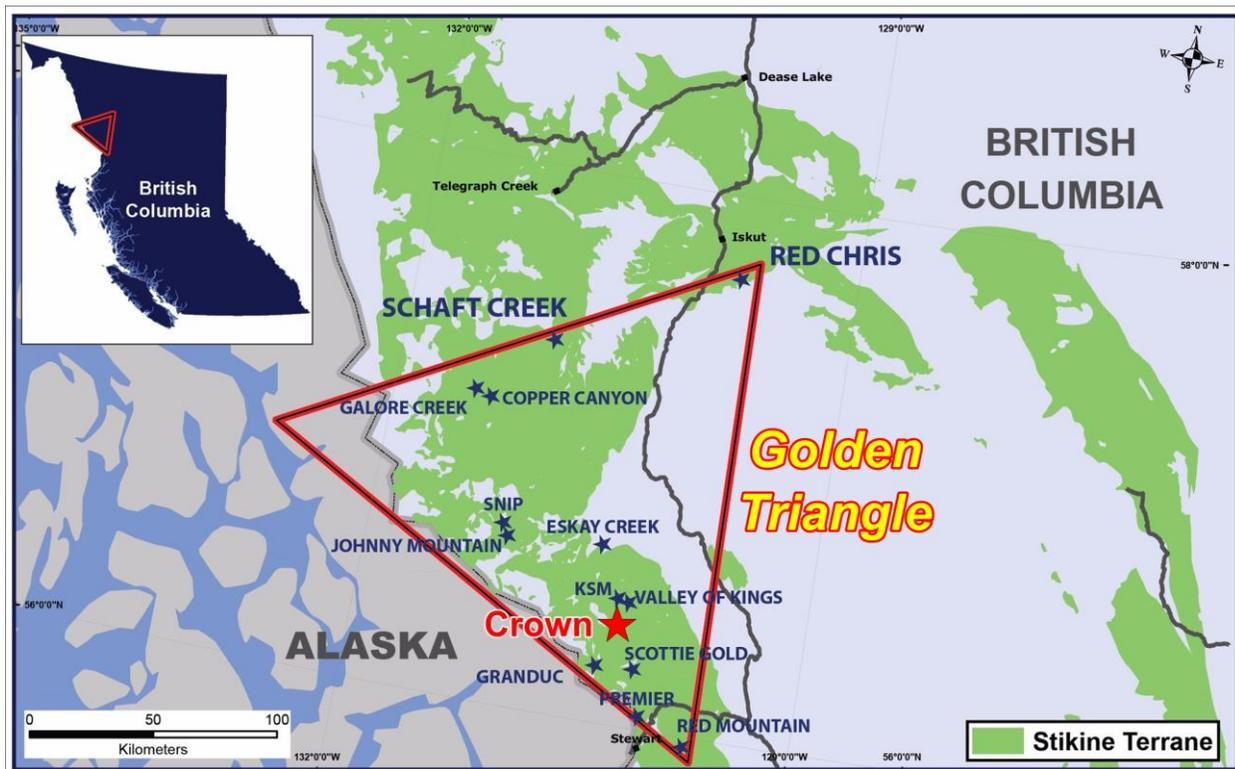 135°0'0"W
132°0'0"W
129°0'0"W
N
W
E
S
Dease Lake
BRITISH
COLUMBIA
British
Columbia
Telegraph Creek
Iskut
RED CHRIS
58°0'0"N
SCHAFT CREEK
GALORE CREEK
COPPER CANYON
Golden
Triangle
SNIP
ESKAY CREEK
JOHNNY MOUNTAIN
KSM
VALLEY OF KINGS
56°0'0"N
Crown
ALASKA
SCOTTIE GOLD
GRANDUC
PREMIER
RED MOUNTAIN
Stewart
0
50
100
Kilometers
Stikine Terrane
132°0'0"W
129°0'0"W
56°0'0"N